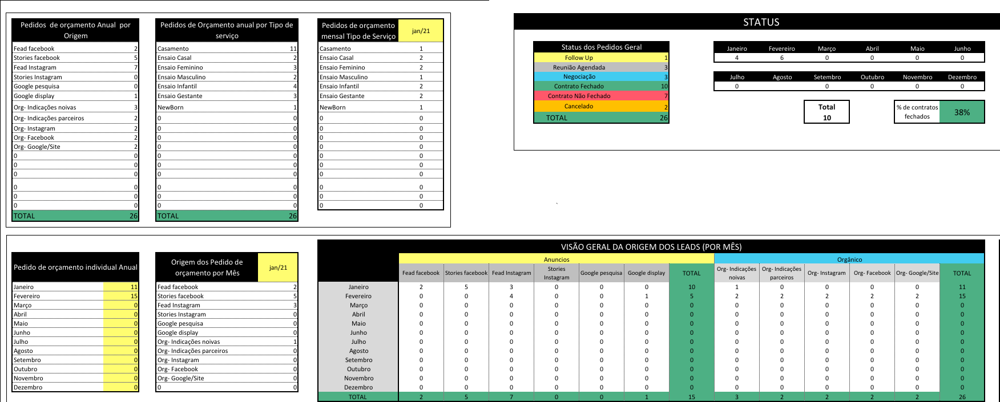 Pedidos de orçamento Anual por
Origem
Fead facebook 2
Stories facebook 5
Fead Instagram 7
Stories Instagram 0
Google pesquisa 0
Google display 1
Org- Indicações noivas 3
Org- Indicações parceiros 2
Org- Instagram 2
Org- Facebook 2
Org- Google/Site 2
0 0
0 0
0 0
0 0
0 0
0 0
TOTAL 26
Pedidos de Orçamento anual por Tipo de
serviço
Casamento 11
Ensaio Casal 2
Ensaio Feminino 3
Ensaio Masculino 2
Ensaio Infantil 4
Ensaio Gestante 3
NewBorn 1
0 0
0 0
0 0
0 0
0 0
0 0
0 0
0 0
0 0
0 0
TOTAL 26
Pedidos de orçamento
mensal Tipo de Serviço
jan/21
Casamento 1
Ensaio Casal 2
Ensaio Feminino 2
Ensaio Masculino 1
Ensaio Infantil 2
Ensaio Gestante 2
NewBorn 1
0 0
0 0
0 0
0 0
0 0
0 0
0 0
0 0
0 0
0 0
STATUS
Status dos Pedidos Geral
Follow Up 1
Reunião Agendada 3
Negociação 3
Contrato Fechado 10
Contrato Não Fechado 7
Cancelado 2
TOTAL 26
Janeiro Fevereiro Março Abril Maio Junho
4 6 0 0 0 0
Julho Agosto Setembro Outubro Novembro Dezembro
0 0 0 0 0
Total
10
% de contratos
fechados
38%
`
Pedido de orçamento individual Anual
Janeiro 11
Fevereiro 15
Março 0
Abril 0
Maio 0
Junho 0
Julho 0
Agosto 0
Setembro 0
Outubro 0
Novembro 0
Dezembro 0
Origem dos Pedido de
orçamento por Mês
jan/21
Fead facebook 2
Stories facebook 5
Fead Instagram 3
Stories Instagram 0
Google pesquisa 0
Google display 0
Org- Indicações noivas 1
Org- Indicações parceiros 0
Org- Instagram 0
Org- Facebook 0
Org- Google/Site 0
0 0
VISÃO GERAL DA ORIGEM DOS LEADS (POR MÊS)
Anuncios Orgânico
Fead facebook Stories facebook Fead Instagram Stories Instagram Google pesquisa Google display TOTAL Org- Indicações noivas Org- Indicações parceiros Org- Instagram Org- Facebook Org- Google/Site TOTAL
Janeiro 2 5 3 0 0 0 10 1 0 0 0 0 11
Fevereiro 0 0 4 0 0 1 5 2 2 2 2 2 15
Março 0 0 0 0 0 0 0 0 0 0 0 0 0
Abril 0 0 0 0 0 0 0 0 0 0 0 0 0
Maio 0 0 0 0 0 0 0 0 0 0 0 0 0
Junho 0 0 0 0 0 0 0 0 0 0 0 0 0
Julho 0 0 0 0 0 0 0 0 0 0 0 0 0
Agosto 0 0 0 0 0 0 0 0 0 0 0 0 0
Setembro 0 0 0 0 0 0 0 0 0 0 0 0 0
Outubro 0 0 0 0 0 0 0 0 0 0 0 0 0
Novembro 0 0 0 0 0 0 0 0 0 0 0 0 0
Dezembro 0 0 0 0 0 0 0 0 0 0 0 0 0
TOTAL 2 5 7 0 0 1 15 3 2 2 2 2 26